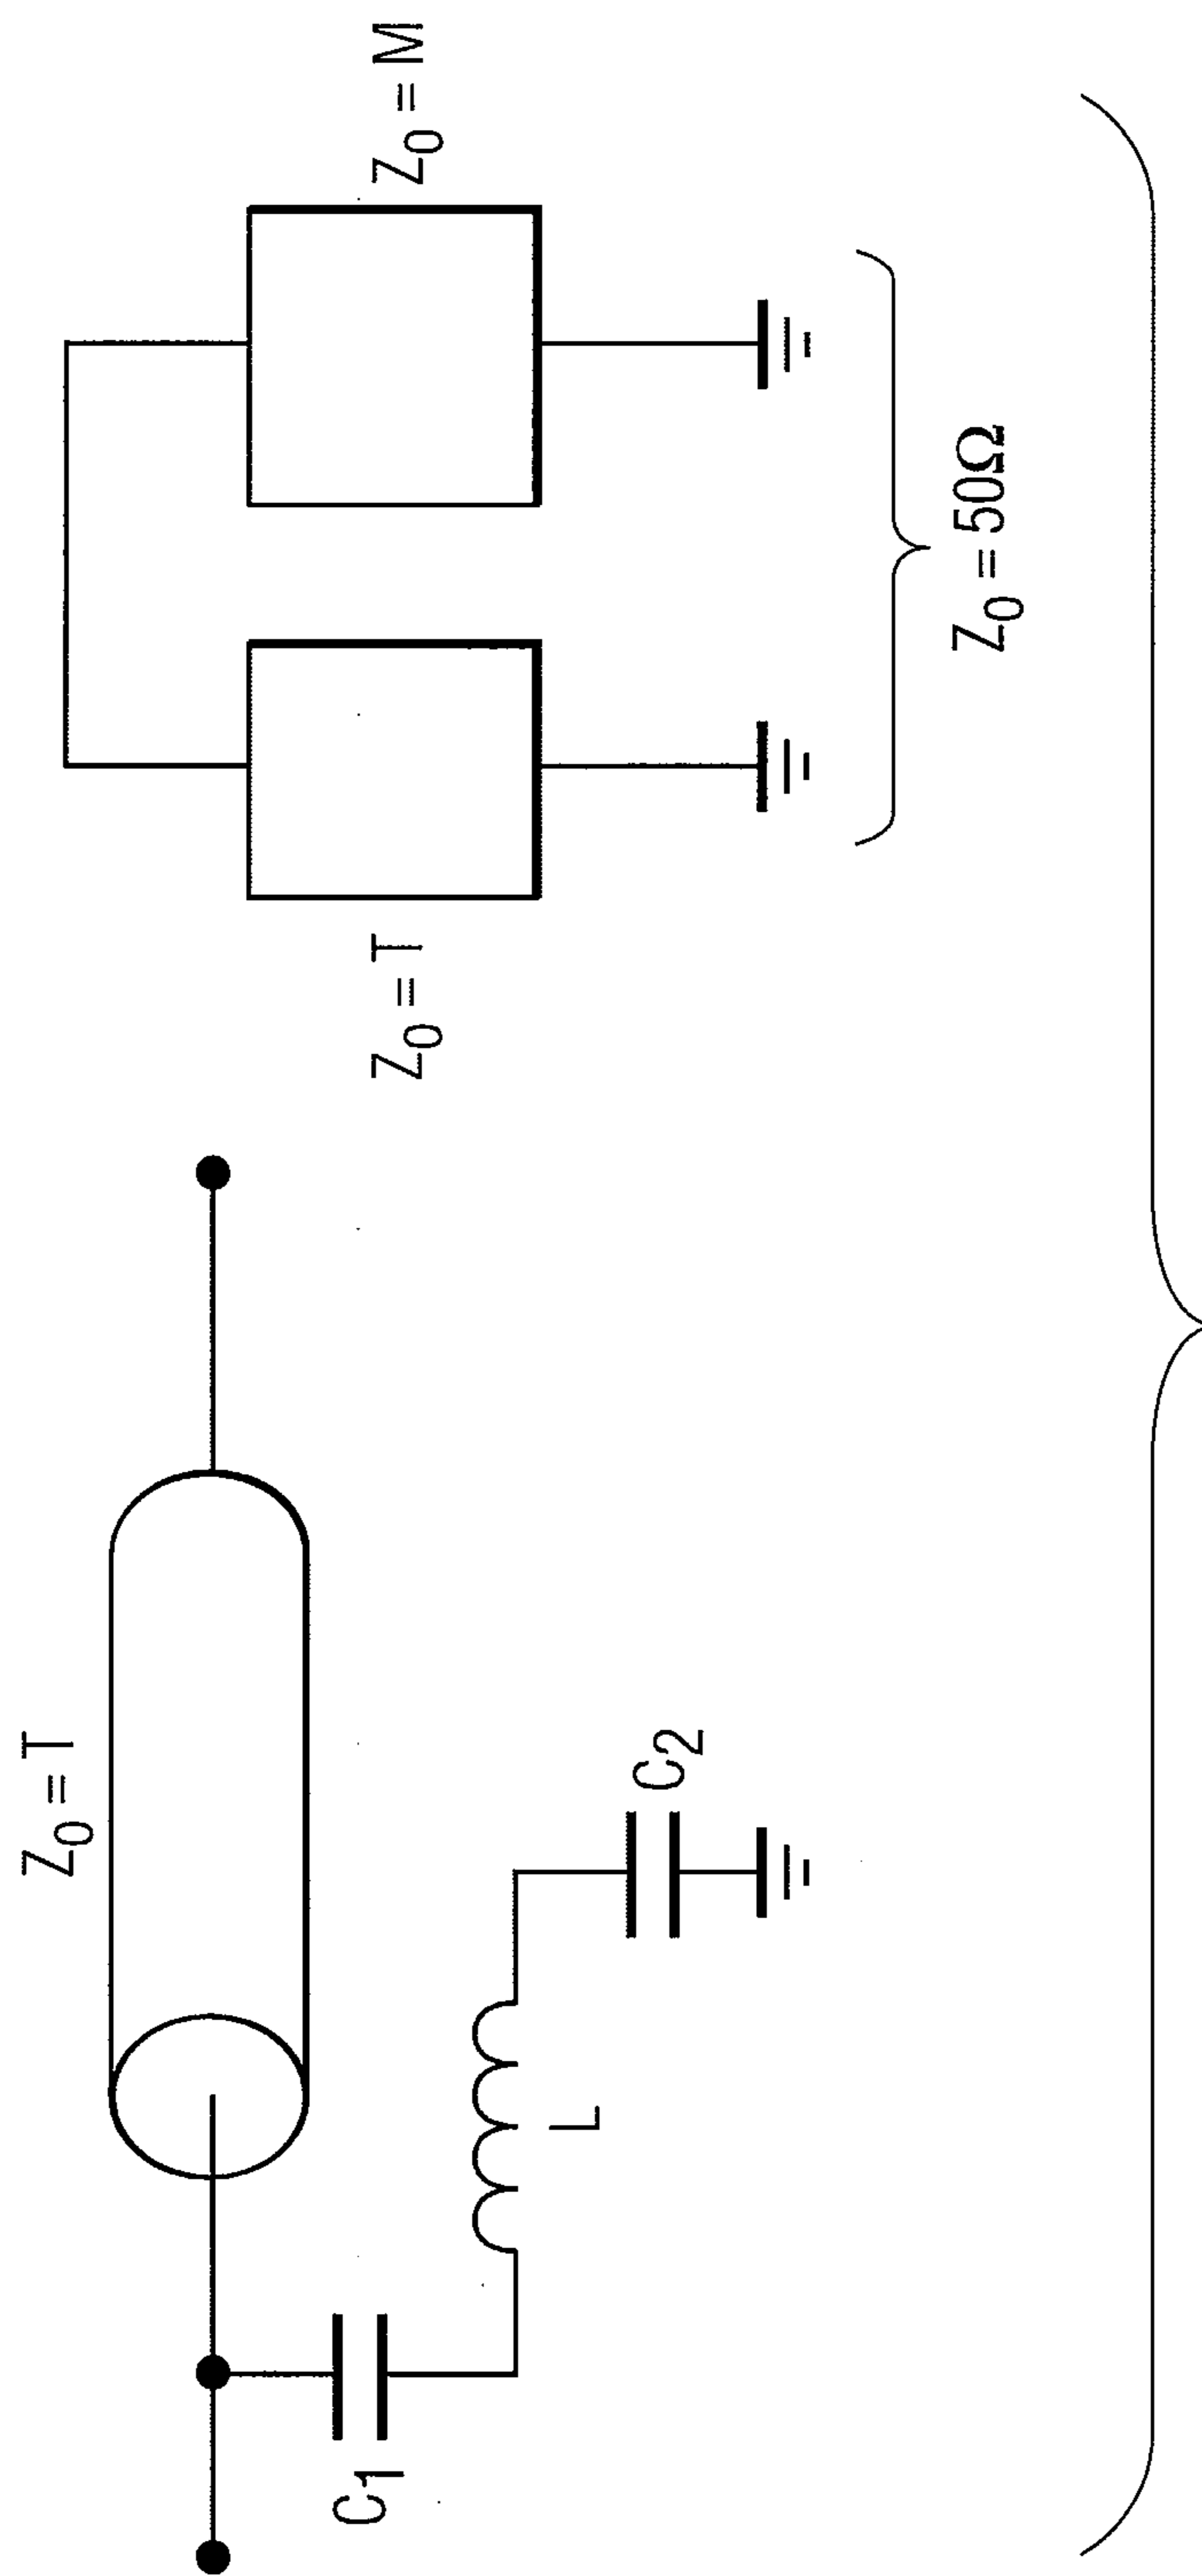 Z0 = T
C1
L
C2
Z0 = T
Z0 = M
Z0 = 50Ω